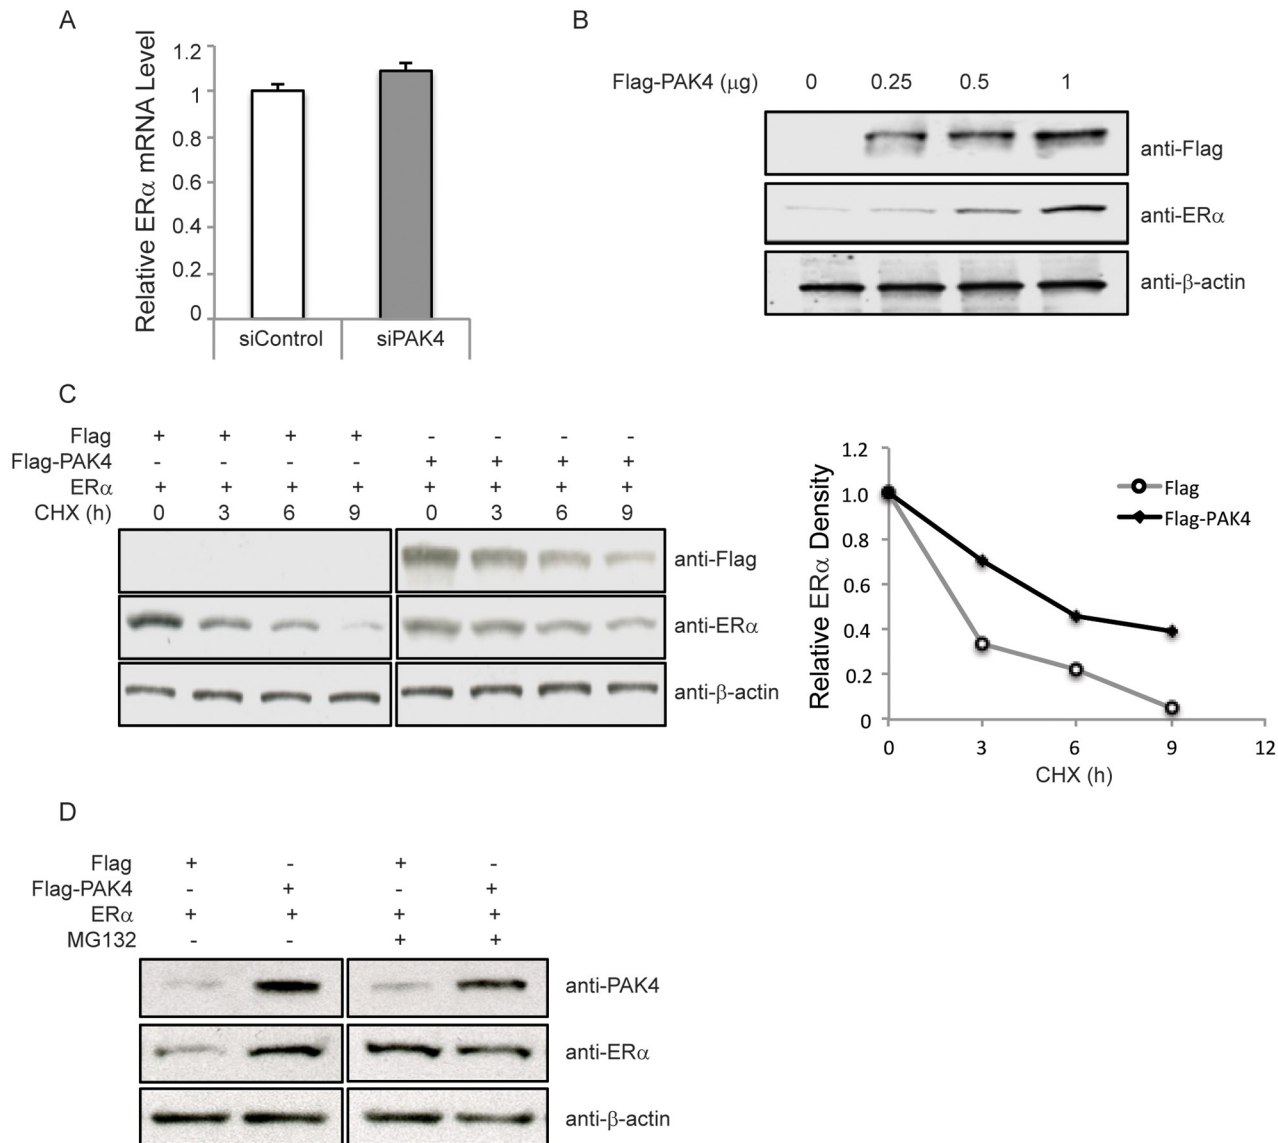 A
Relative ERα mRNA Level
1.2
1
0.8
0.6
0.4
0.2
0
siControl siPAK4
B
Flag-PAK4 (μg) 0 0.25 0.5 1
anti-Flag
anti-ERα
anti-β-actin
C
Flag + + + + - - - -
Flag-PAK4 - - - - + + + +
ERα + + + + + + + +
CHX (h) 0 3 6 9 0 3 6 9
anti-Flag
anti-ERα
anti-β-actin
Relative ERα Density
1.2
1.0
0.8
0.6
0.4
0.2
0
0 3 6 9 12
CHX (h)
Flag
Flag-PAK4
D
Flag + - + -
Flag-PAK4 - + - +
ERα + + + +
MG132 - - + +
anti-PAK4
anti-ERα
anti-β-actin